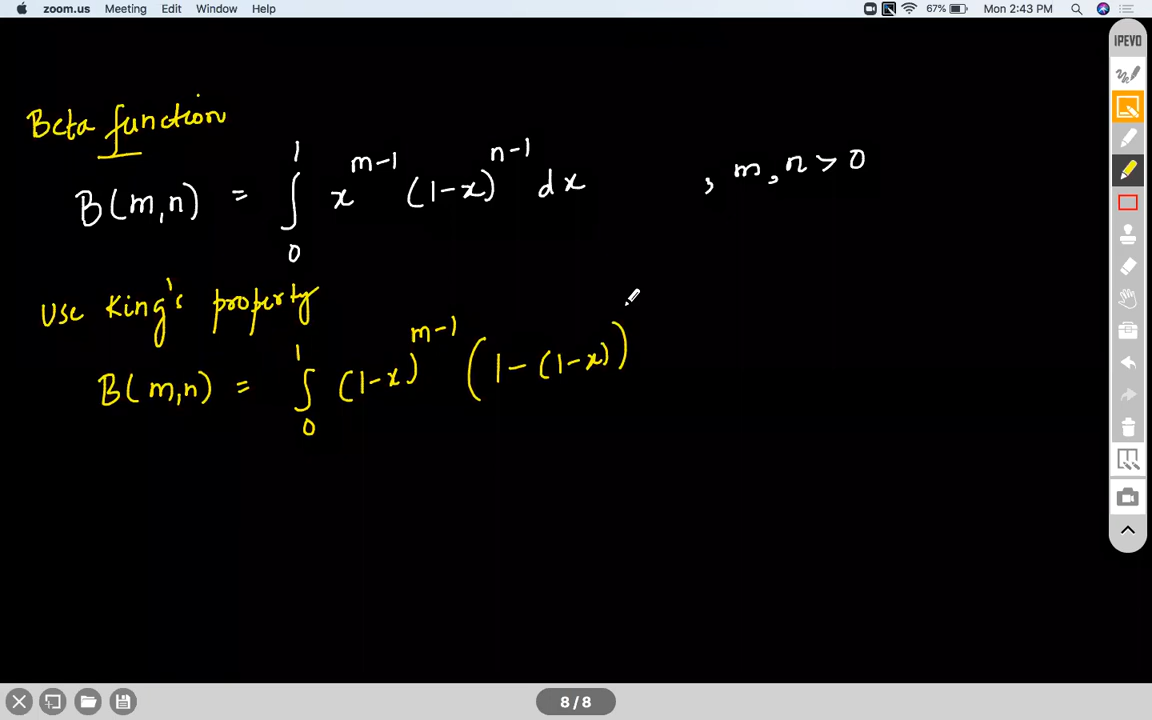 zoom.us Meeting Edit Window Help 67% Mon 2:43 PM
IPEVO
Beta function
B(m,n) = ∫₀¹ x^{m-1} (1-x)^{n-1} dx , m, n > 0
Use King's property
B(m,n) = ∫₀¹ (1-x)^{m-1} (1-(1-x))
8/8